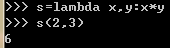 >>> s=lambda x,y:x*y
>>> s(2,3)
6